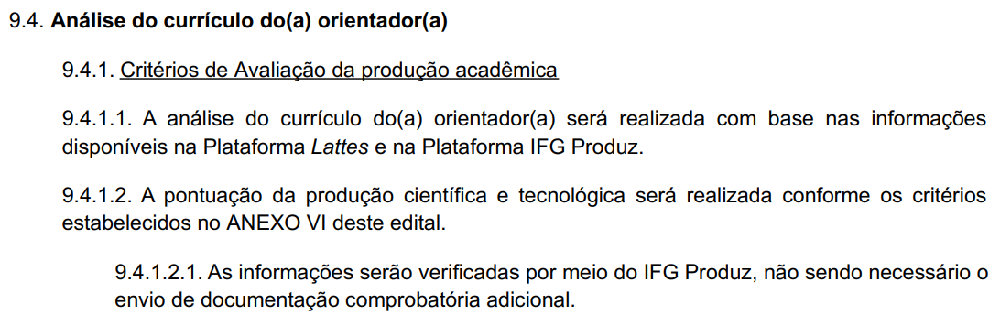 9.4. Análise do currículo do(a) orientador(a)
9.4.1. Critérios de Avaliação da produção acadêmica
9.4.1.1. A análise do currículo do(a) orientador(a) será realizada com base nas informações
disponíveis na Plataforma Lattes e na Plataforma IFG Produz.
9.4.1.2. A pontuação da produção científica e tecnológica será realizada conforme os critérios
estabelecidos no ANEXO VI deste edital.
9.4.1.2.1. As informações serão verificadas por meio do IFG Produz, não sendo necessário o
envio de documentação comprobatória adicional.